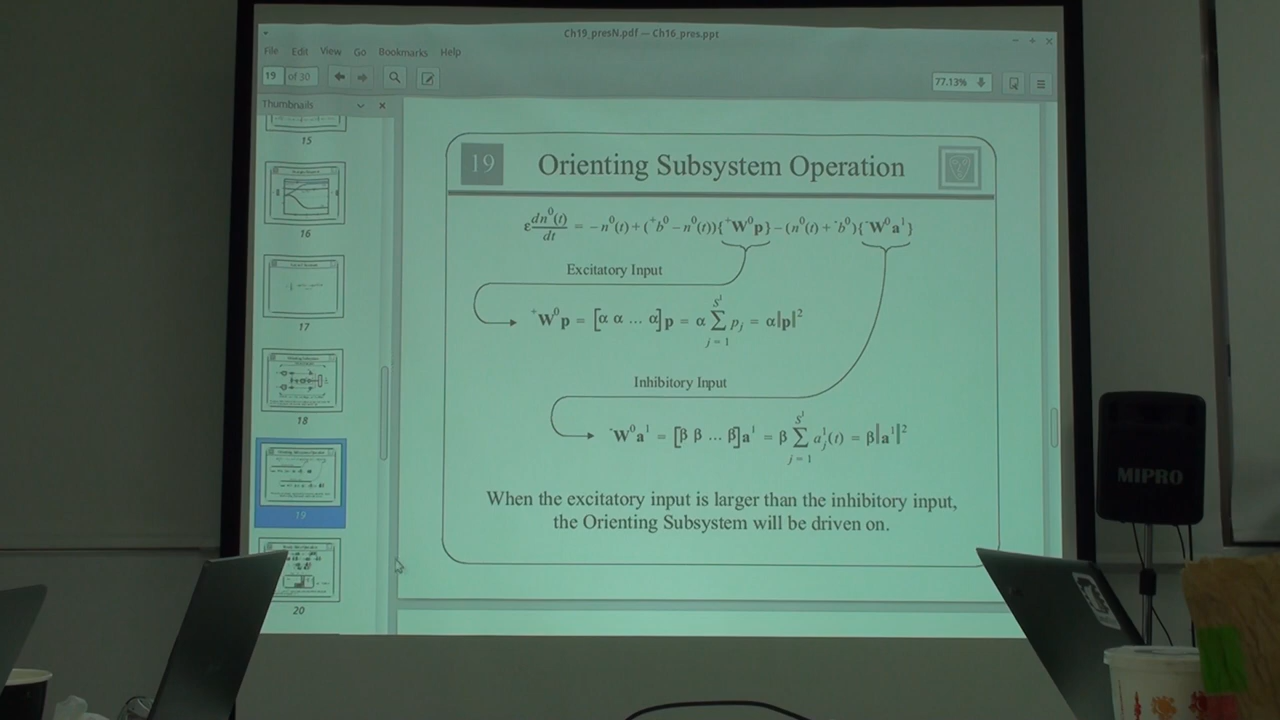 Ch19_presN.pdf — Ch16_pres.ppt
File Edit View Go Bookmarks Help
19 of 30
77.13%
Thumbnails
15
16
17
18
19
20
19 Orienting Subsystem Operation
ε dn⁰(t)/dt = −n⁰(t) + (⁺b⁰ − n⁰(t)){⁺W⁰p} − (n⁰(t) + ⁻b⁰){⁻W⁰a¹}
Excitatory Input
⁺W⁰p = [α α … α]p = α ∑_{j = 1}^{S¹} p_j = α‖p‖²
Inhibitory Input
⁻W⁰a¹ = [β β … β]a¹ = β ∑_{j = 1}^{S¹} a¹_j(t) = β‖a¹‖²
When the excitatory input is larger than the inhibitory input,
the Orienting Subsystem will be driven on.
MIPRO